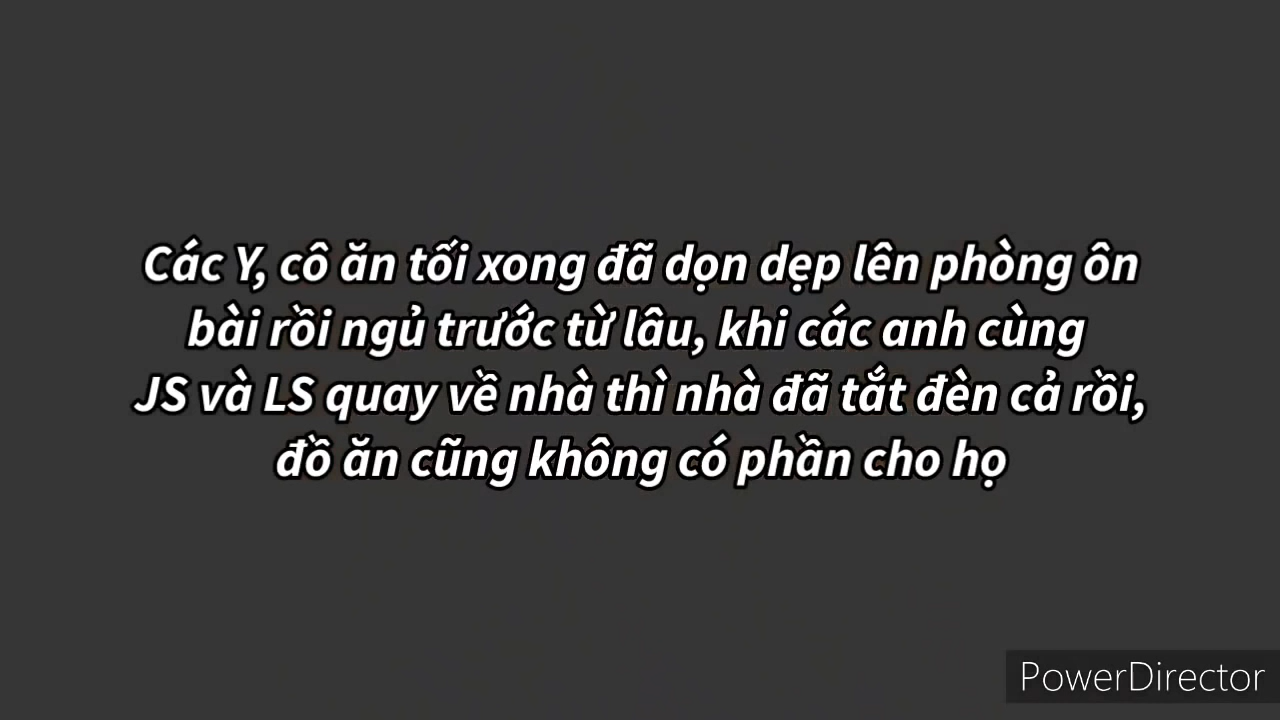 Các Y, cô ăn tối xong đã dọn dẹp lên phòng ôn
bài rồi ngủ trước từ lâu, khi các anh cùng
JS và LS quay về nhà thì nhà đã tắt đèn cả rồi,
đồ ăn cũng không có phần cho họ
PowerDirector